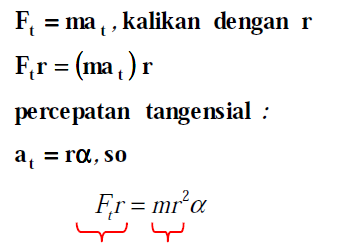 Fₜ = maₜ, kalikan dengan r
Fₜr = (maₜ) r
percepatan tangensial :
aₜ = rα, so
Fₜr = mr²α